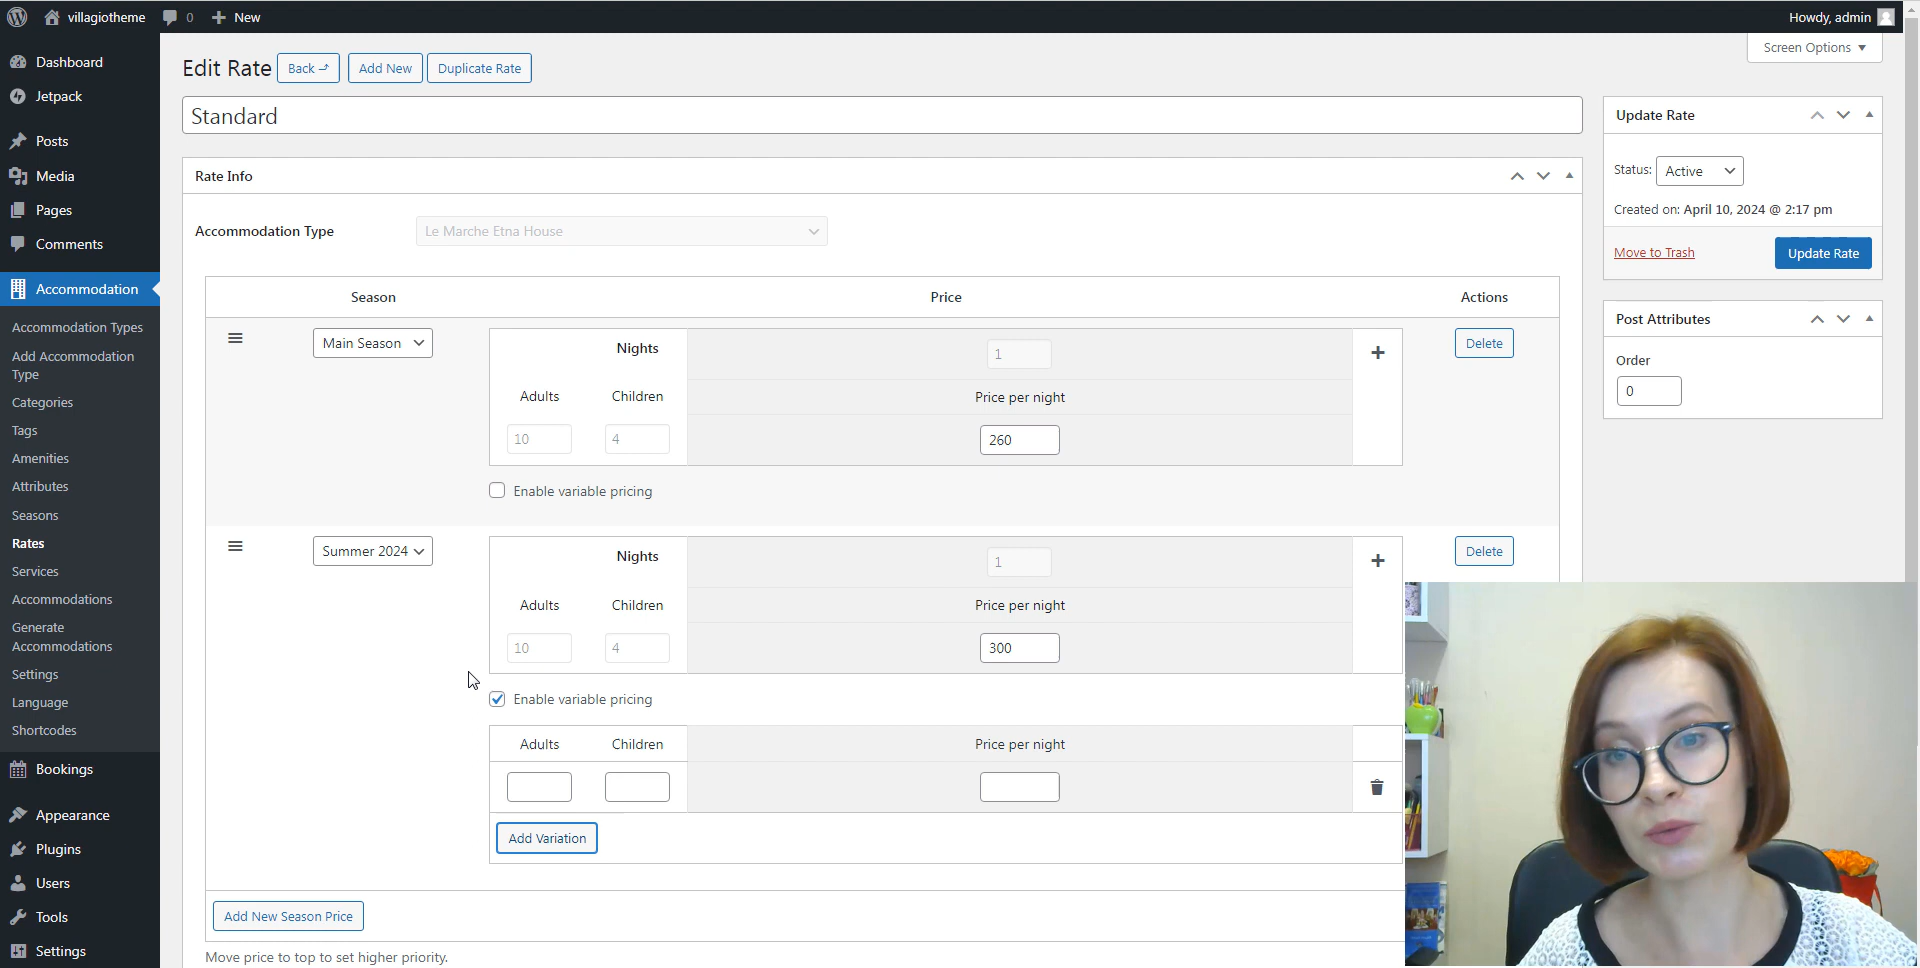 villagiotheme 0 New Howdy, admin
Screen Options
Dashboard
Jetpack
Posts
Media
Pages
Comments
Accommodation
Accommodation Types
Add Accommodation
Type
Categories
Tags
Amenities
Attributes
Seasons
Rates
Services
Accommodations
Generate
Accommodations
Settings
Language
Shortcodes
Bookings
Appearance
Plugins
Users
Tools
Settings
Edit Rate Back Add New Duplicate Rate
Standard
Rate Info
Accommodation Type Le Marche Etna House
Season Price Actions
Main Season Nights 1 Delete
Adults Children Price per night
10 4 260
Enable variable pricing
Summer 2024 Nights 1 Delete
Adults Children Price per night
10 4 300
Enable variable pricing
Adults Children Price per night
Add Variation
Add New Season Price
Move price to top to set higher priority.
Update Rate
Status: Active
Created on: April 10, 2024 @ 2:17 pm
Move to Trash Update Rate
Post Attributes
Order
0